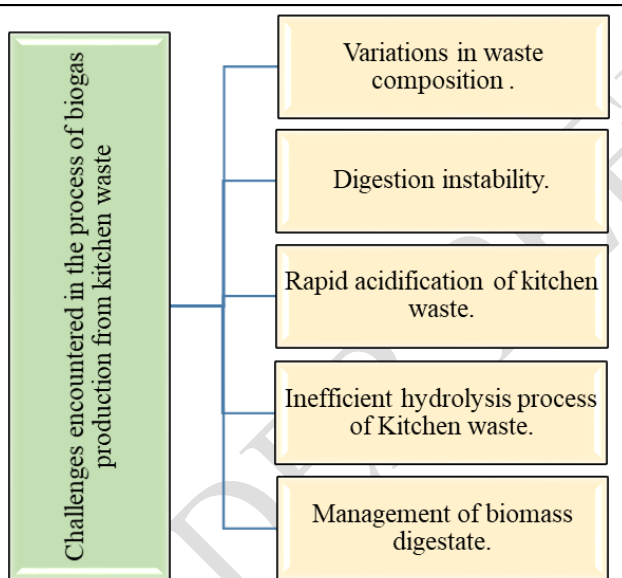 Challenges encountered in the process of biogas
production from kitchen waste
Variations in waste
composition .
Digestion instability.
Rapid acidification of kitchen
waste.
Inefficient hydrolysis process
of Kitchen waste.
Management of biomass
digestate.